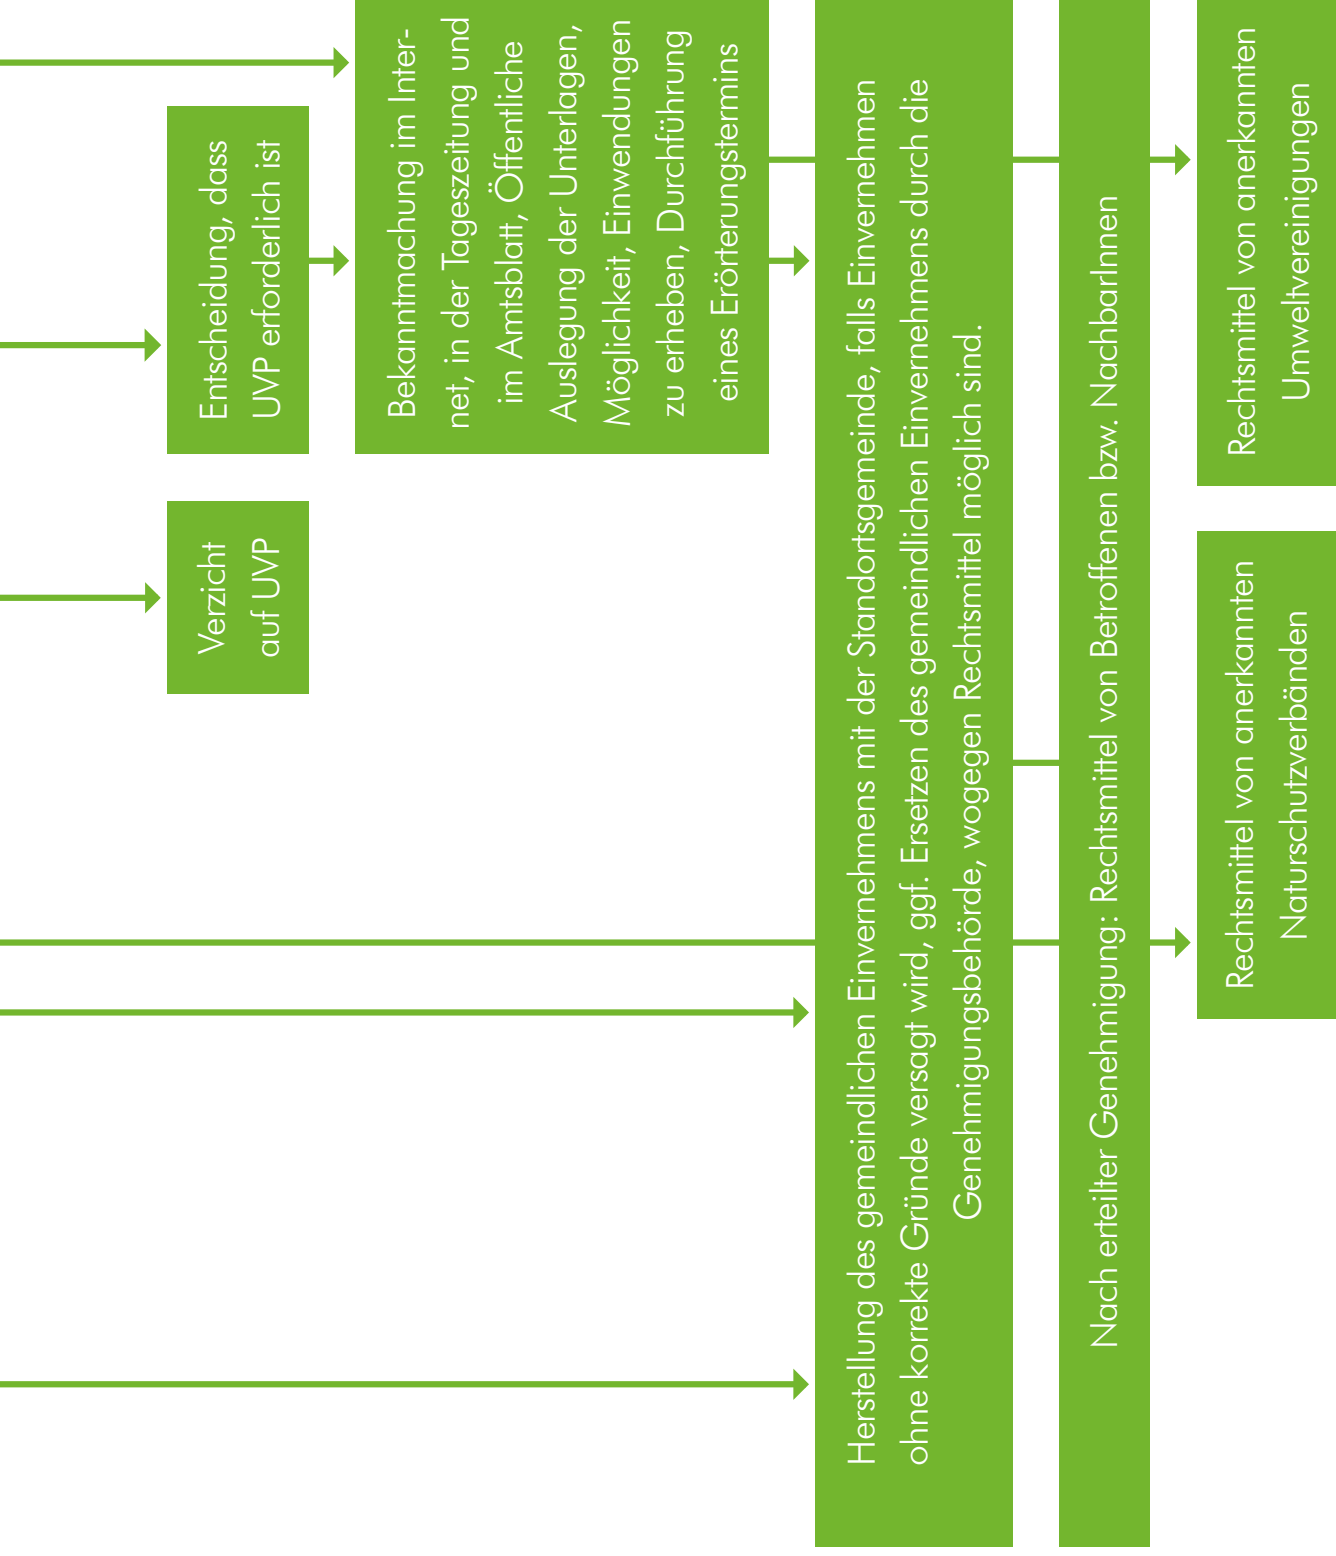 Verzicht
auf UVP
Entscheidung, dass
UVP erforderlich ist
Bekanntmachung im Inter-
net, in der Tageszeitung und
im Amtsblatt, Öffentliche
Auslegung der Unterlagen,
Möglichkeit, Einwendungen
zu erheben, Durchführung
eines Erörterungstermins
Herstellung des gemeindlichen Einvernehmens mit der Standortsgemeinde, falls Einvernehmen
ohne korrekte Gründe versagt wird, ggf. Ersetzen des gemeindlichen Einvernehmens durch die
Genehmigungsbehörde, wogegen Rechtsmittel möglich sind.
Nach erteilter Genehmigung: Rechtsmittel von Betroffenen bzw. NachbarInnen
Rechtsmittel von anerkannten
Naturschutzverbänden
Rechtsmittel von anerkannten
Umweltvereinigungen